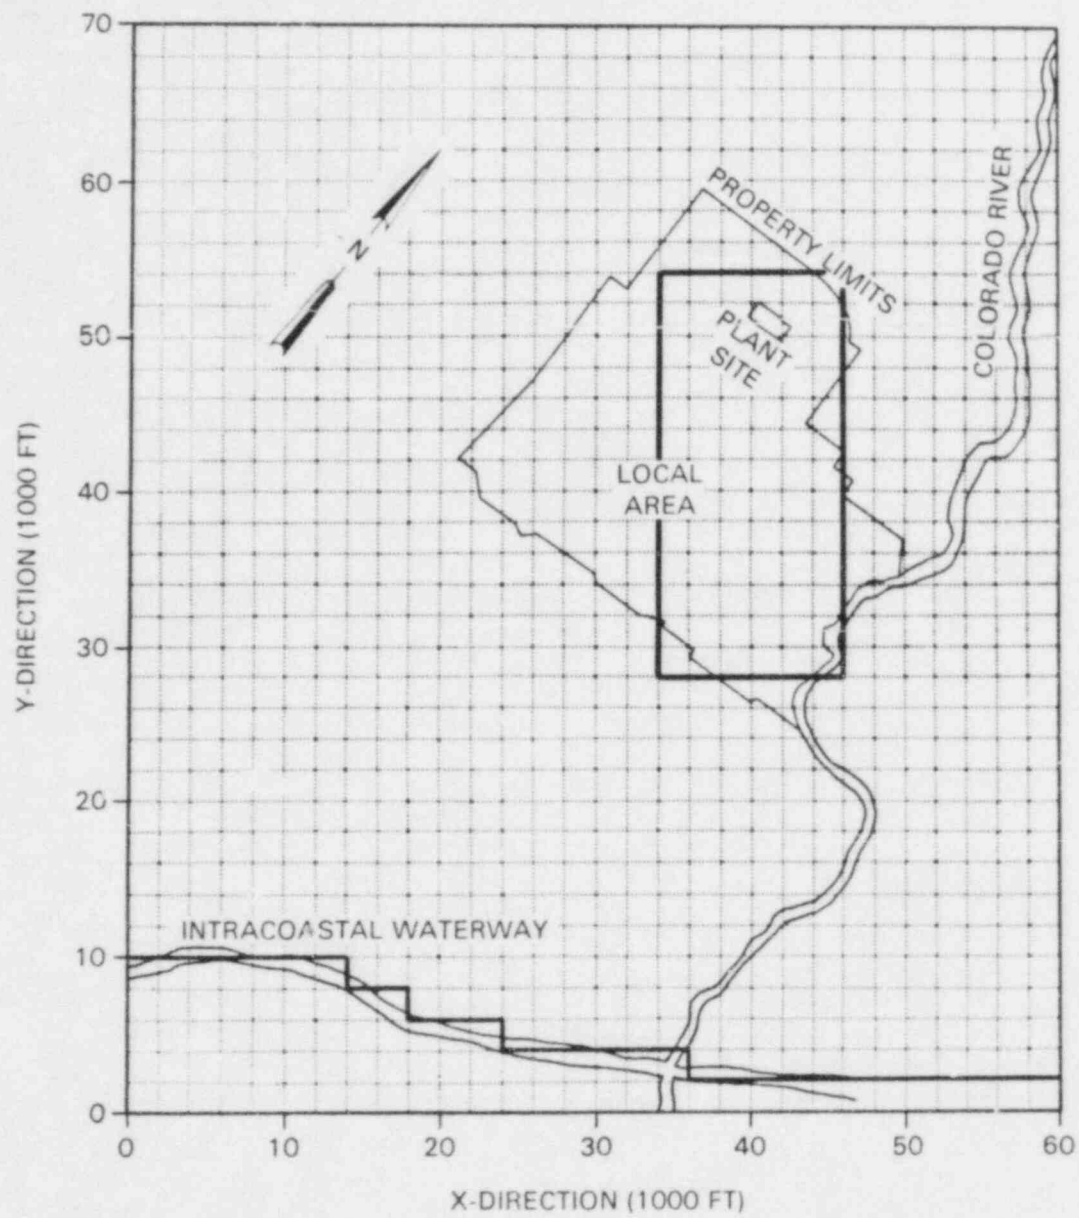 70
60
50
40
30
20
10
0
Y-DIRECTION (1000 FT)
N
PROPERTY LIMITS
COLORADO RIVER
PLANT
SITE
LOCAL
AREA
INTRACOASTAL WATERWAY
0 10 20 30 40 50 60
X-DIRECTION (1000 FT)